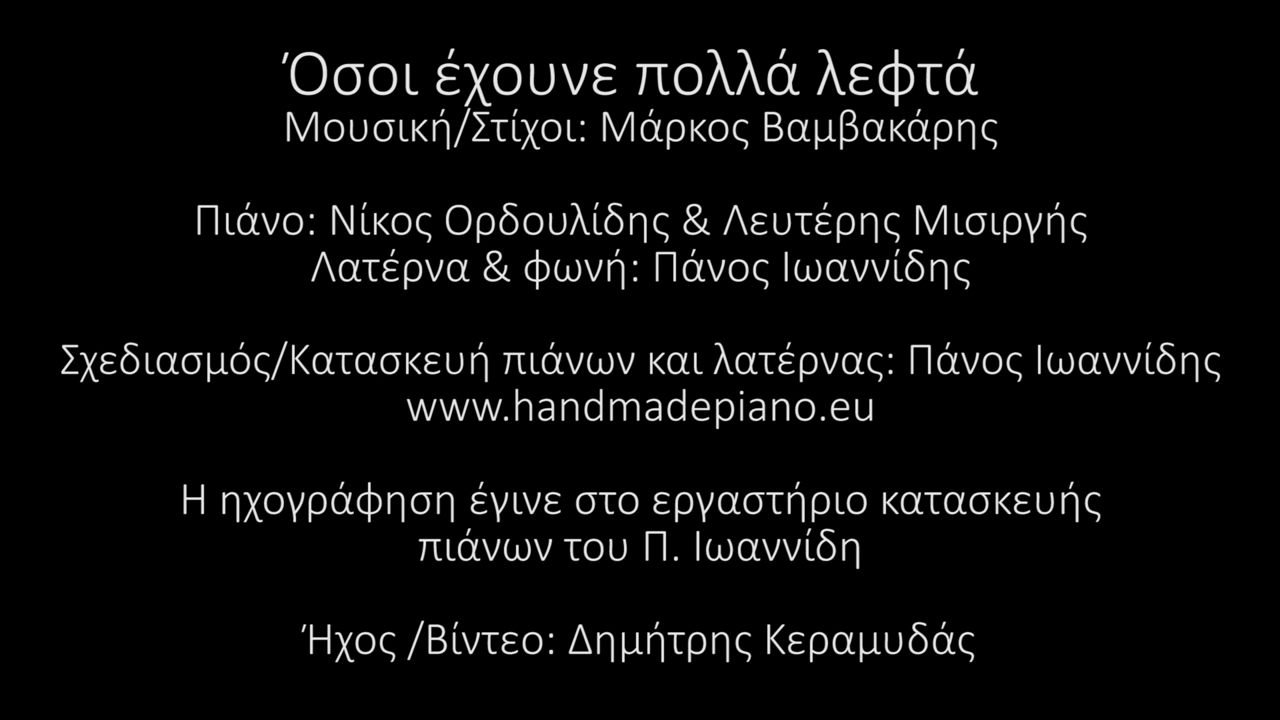 Όσοι έχουνε πολλά λεφτά
Μουσική/Στίχοι: Μάρκος Βαμβακάρης
Πιάνο: Νίκος Ορδουλίδης & Λευτέρης Μισιργής
Λατέρνα & φωνή: Πάνος Ιωαννίδης
Σχεδιασμός/Κατασκευή πιάνων και λατέρνας: Πάνος Ιωαννίδης
www.handmadepiano.eu
Η ηχογράφηση έγινε στο εργαστήριο κατασκευής
πιάνων του Π. Ιωαννίδη
Ήχος /Βίντεο: Δημήτρης Κεραμυδάς